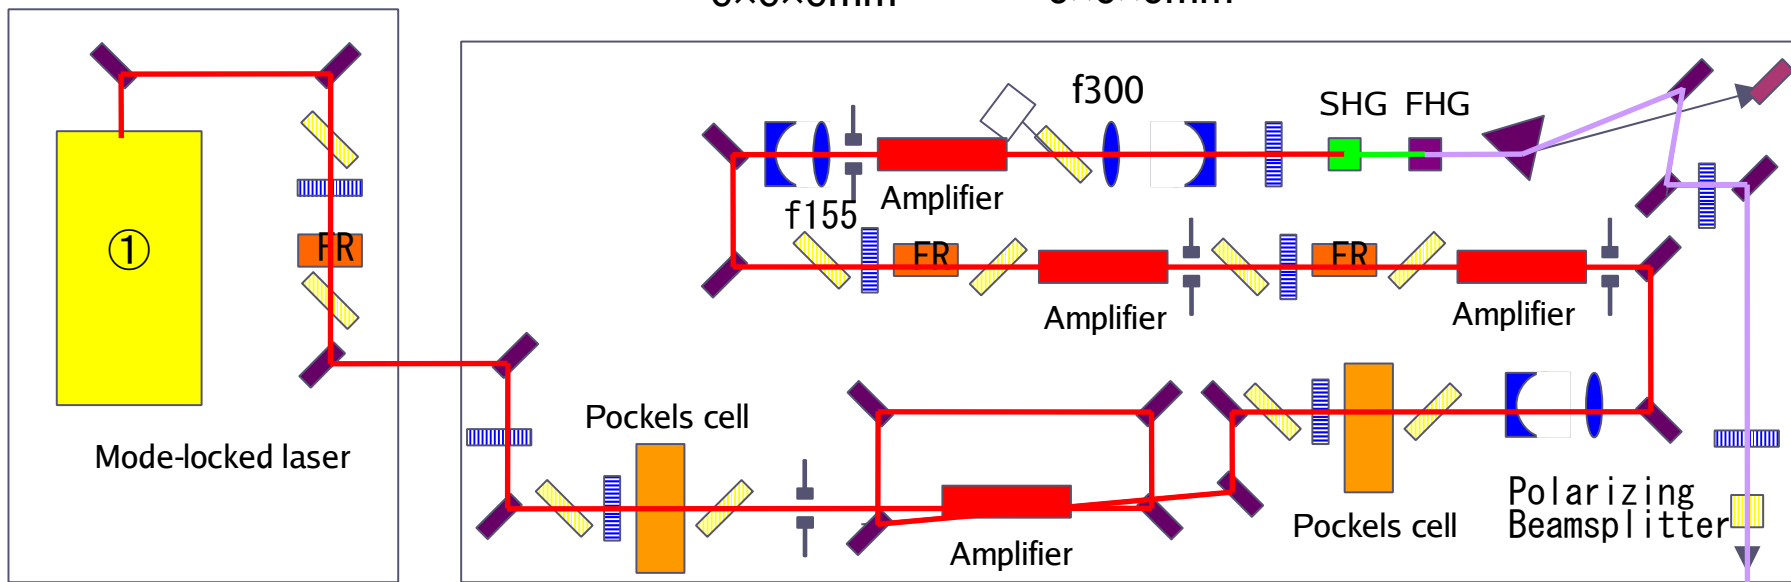 f300
SHG FHG
Amplifier
f155
①
FR
FR
FR
Amplifier
Amplifier
Pockels cell
Mode-locked laser
Polarizing
Beamsplitter
Pockels cell
Amplifier